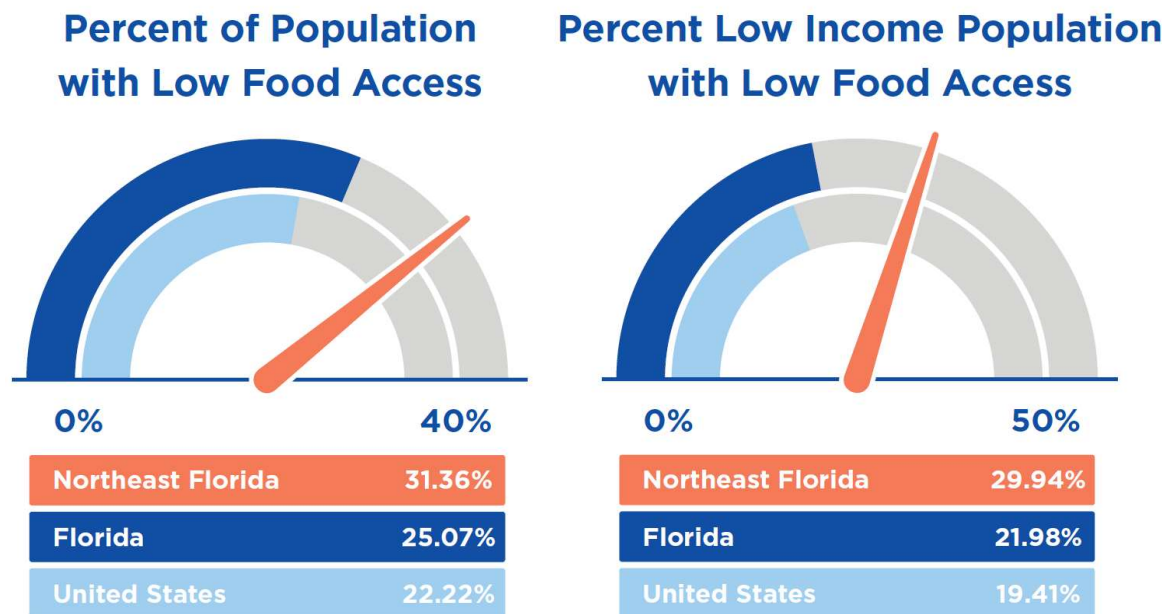 Percent of Population
with Low Food Access
0% 40%
Northeast Florida 31.36%
Florida 25.07%
United States 22.22%
Percent Low Income Population
with Low Food Access
0% 50%
Northeast Florida 29.94%
Florida 21.98%
United States 19.41%